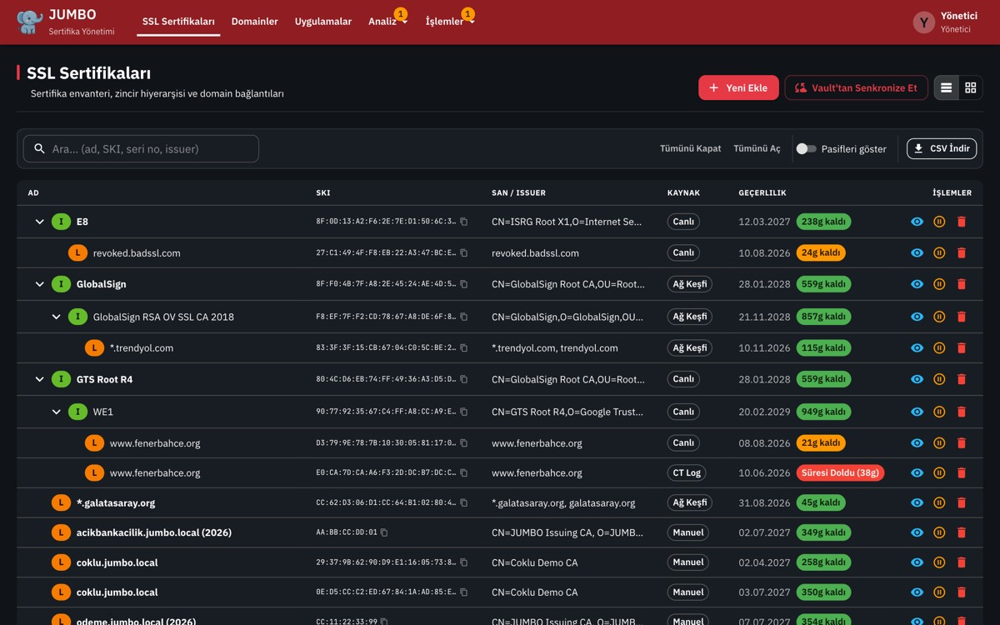 JUMBO
Sertifika Yönetimi
SSL Sertifikaları
Domainler
Uygulamalar
Analiz 1
İşlemler 1
Y
Yönetici
Yönetici
SSL Sertifikaları
Sertifika envanteri, zincir hiyerarşisi ve domain bağlantıları
+ Yeni Ekle
Vault'tan Senkronize Et
Ara... (ad, SKI, seri no, issuer)
Tümünü Kapat
Tümünü Aç
Pasifleri göster
CSV İndir
AD SKI SAN / ISSUER KAYNAK GEÇERLILIK İŞLEMLER
I E8 8F:0D:13:A2:F6:2E:7E:D1:50:6C:3… CN=ISRG Root X1,O=Internet Se... Canlı 12.03.2027 238g kaldı
L revoked.badssl.com 27:C1:49:4F:F8:EB:22:A3:47:BC:E… revoked.badssl.com Canlı 10.08.2026 24g kaldı
I GlobalSign 8F:F0:4B:7F:A8:2E:45:24:AE:4D:5… CN=GlobalSign Root CA,OU=Root... Ağ Keşfi 28.01.2028 559g kaldı
I GlobalSign RSA OV SSL CA 2018 F8:EF:7F:F2:CD:78:67:A8:DE:6F:8… CN=GlobalSign,O=GlobalSign,OU... Ağ Keşfi 21.11.2028 857g kaldı
L *.trendyol.com 83:3F:3F:15:CB:67:04:C0:5C:BE:2… *.trendyol.com, trendyol.com Ağ Keşfi 10.11.2026 115g kaldı
I GTS Root R4 80:4C:D6:EB:74:FF:49:36:A3:D5:D… CN=GlobalSign Root CA,OU=Root... Canlı 28.01.2028 559g kaldı
I WE1 90:77:92:35:67:C4:FF:A8:CC:A9:E… CN=GTS Root R4,O=Google Trust... Canlı 20.02.2029 949g kaldı
L www.fenerbahce.org D3:79:9E:78:7B:10:30:05:81:17:0… www.fenerbahce.org Canlı 08.08.2026 21g kaldı
L www.fenerbahce.org E0:CA:7D:CA:A6:F3:2D:DC:B7:DC:C… www.fenerbahce.org CT Log 10.06.2026 Süresi Doldu (38g)
L *.galatasaray.org CC:62:D3:06:D1:CC:64:B1:02:80:4… *.galatasaray.org, galatasaray.org Ağ Keşfi 31.08.2026 45g kaldı
L acikbankacilik.jumbo.local (2026) AA:BB:CC:DD:01 CN=JUMBO Issuing CA, O=JUMB... Manuel 02.07.2027 349g kaldı
L coklu.jumbo.local 29:37:9B:62:90:D9:E1:16:05:73:8… CN=Coklu Demo CA Manuel 02.04.2027 258g kaldı
L coklu.jumbo.local 0E:D5:CC:C2:ED:67:84:1A:AD:85:E… CN=Coklu Demo CA Manuel 03.07.2027 350g kaldı
L odeme.jumbo.local (2026) CC:11:22:33:99 CN=JUMBO Issuing CA, O=JUMB... Manuel 07.07.2027 354g kaldı